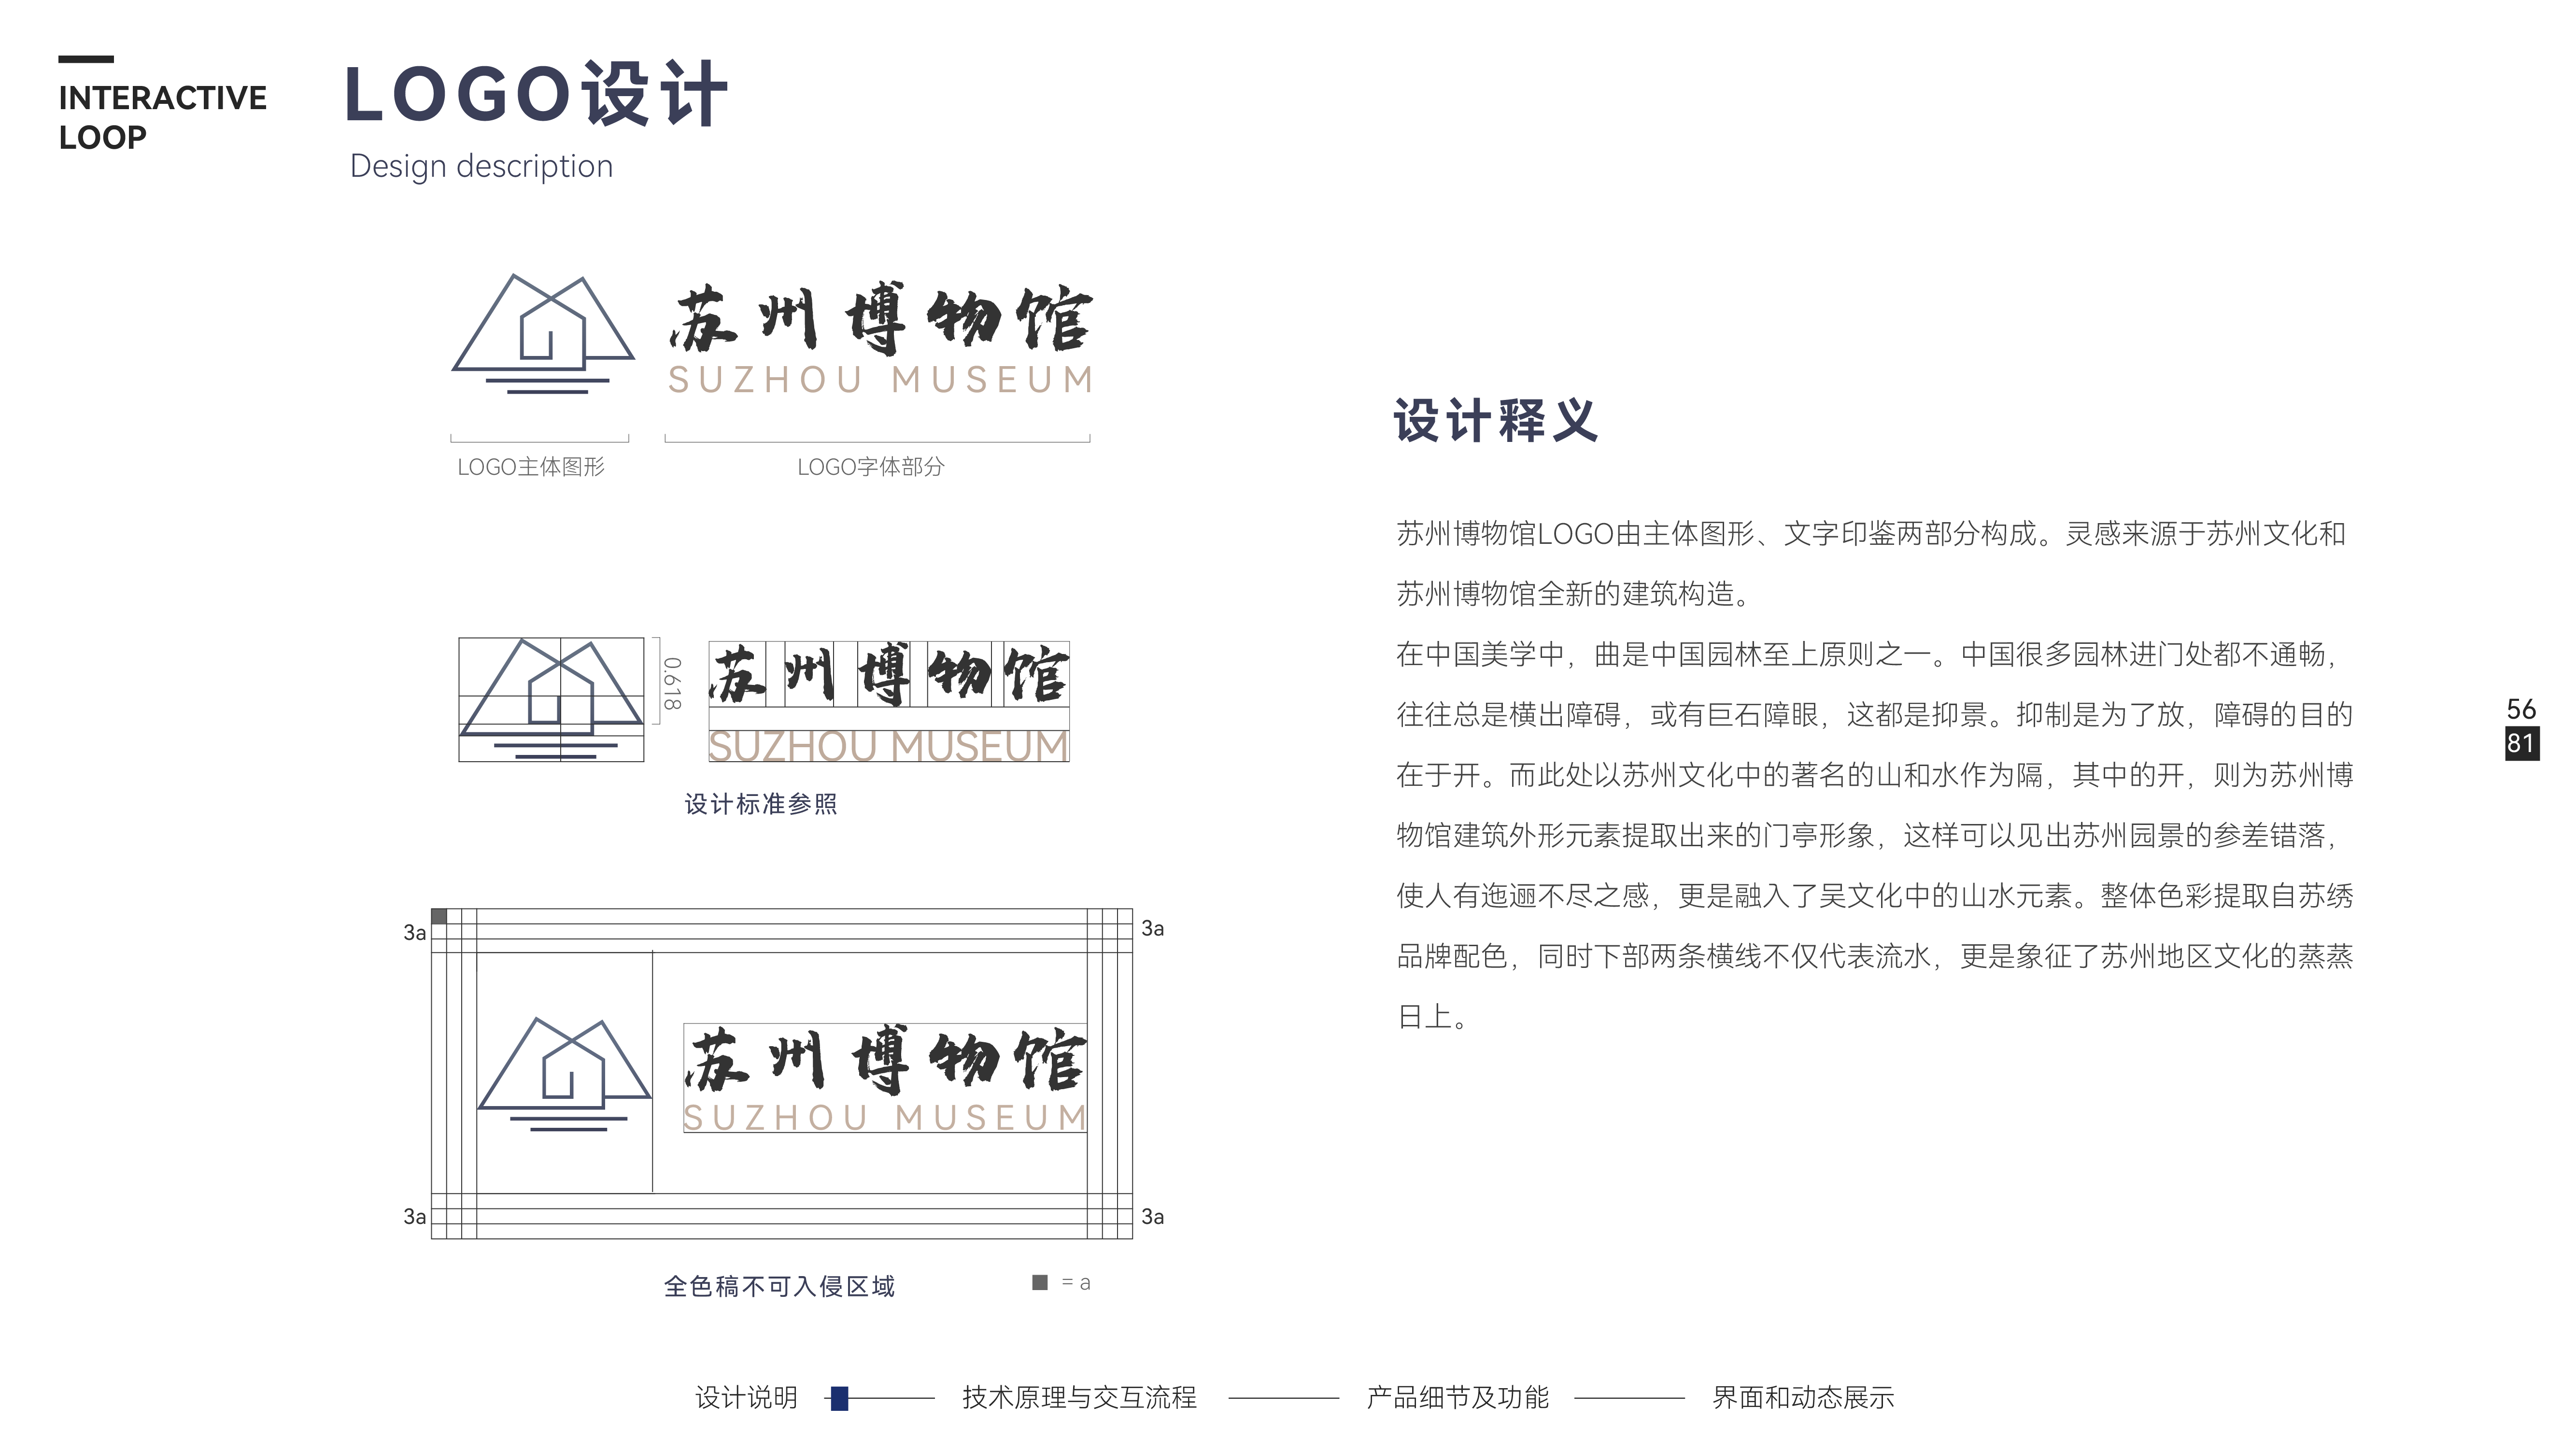 INTERACTIVE
LOOP
LOGO设计
Design description
苏州博物馆
SUZHOU MUSEUM
LOGO主体图形
LOGO字体部分
0.618
苏州博物馆
SUZHOU MUSEUM
设计标准参照
3a
3a
苏州博物馆
SUZHOU MUSEUM
3a
3a
全色稿不可入侵区域
= a
设计释义
苏州博物馆LOGO由主体图形、文字印鉴两部分构成。灵感来源于苏州文化和
苏州博物馆全新的建筑构造。
在中国美学中，曲是中国园林至上原则之一。中国很多园林进门处都不通畅，
往往总是横出障碍，或有巨石障眼，这都是抑景。抑制是为了放，障碍的目的
在于开。而此处以苏州文化中的著名的山和水作为隔，其中的开，则为苏州博
物馆建筑外形元素提取出来的门亭形象，这样可以见出苏州园景的参差错落，
使人有迤逦不尽之感，更是融入了吴文化中的山水元素。整体色彩提取自苏绣
品牌配色，同时下部两条横线不仅代表流水，更是象征了苏州地区文化的蒸蒸
日上。
56
81
设计说明
技术原理与交互流程
产品细节及功能
界面和动态展示